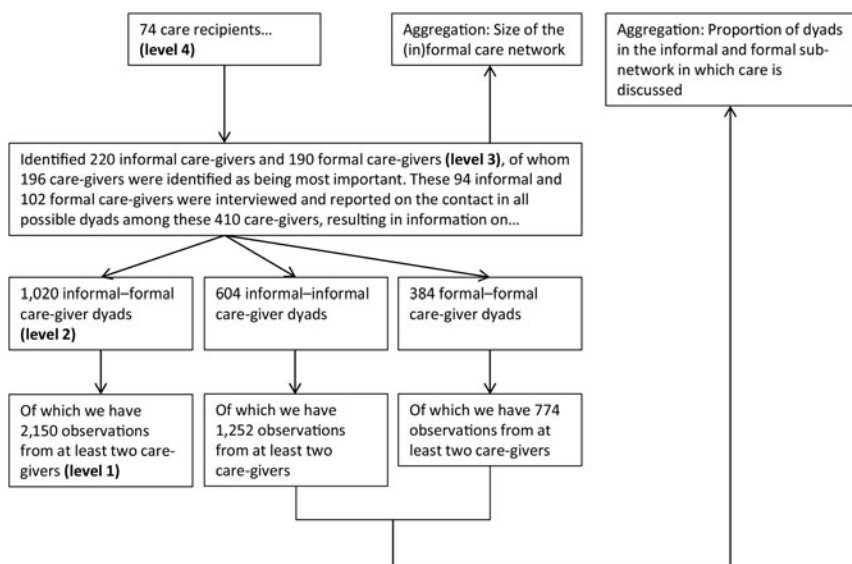 74 care recipients…
(level 4)
Aggregation: Size of the
(in)formal care network
Aggregation: Proportion of dyads
in the informal and formal sub-
network in which care is
discussed
Identified 220 informal care-givers and 190 formal care-givers (level 3), of whom
196 care-givers were identified as being most important. These 94 informal and
102 formal care-givers were interviewed and reported on the contact in all
possible dyads among these 410 care-givers, resulting in information on…
1,020 informal–formal
care-giver dyads
(level 2)
604 informal–informal
care-giver dyads
384 formal–formal
care-giver dyads
Of which we have
2,150 observations
from at least two care-
givers (level 1)
Of which we have
1,252 observations
from at least two
care-givers
Of which we have 774
observations from at
least two care-givers